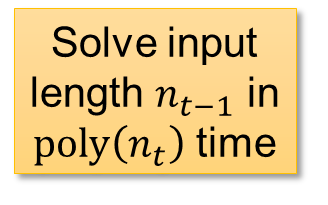 Solve input
length $n_{t-1}$ in
poly($n_t$) time